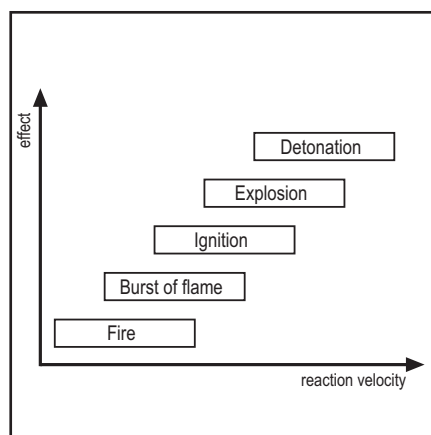 effect
Detonation
Explosion
Ignition
Burst of flame
Fire
reaction velocity